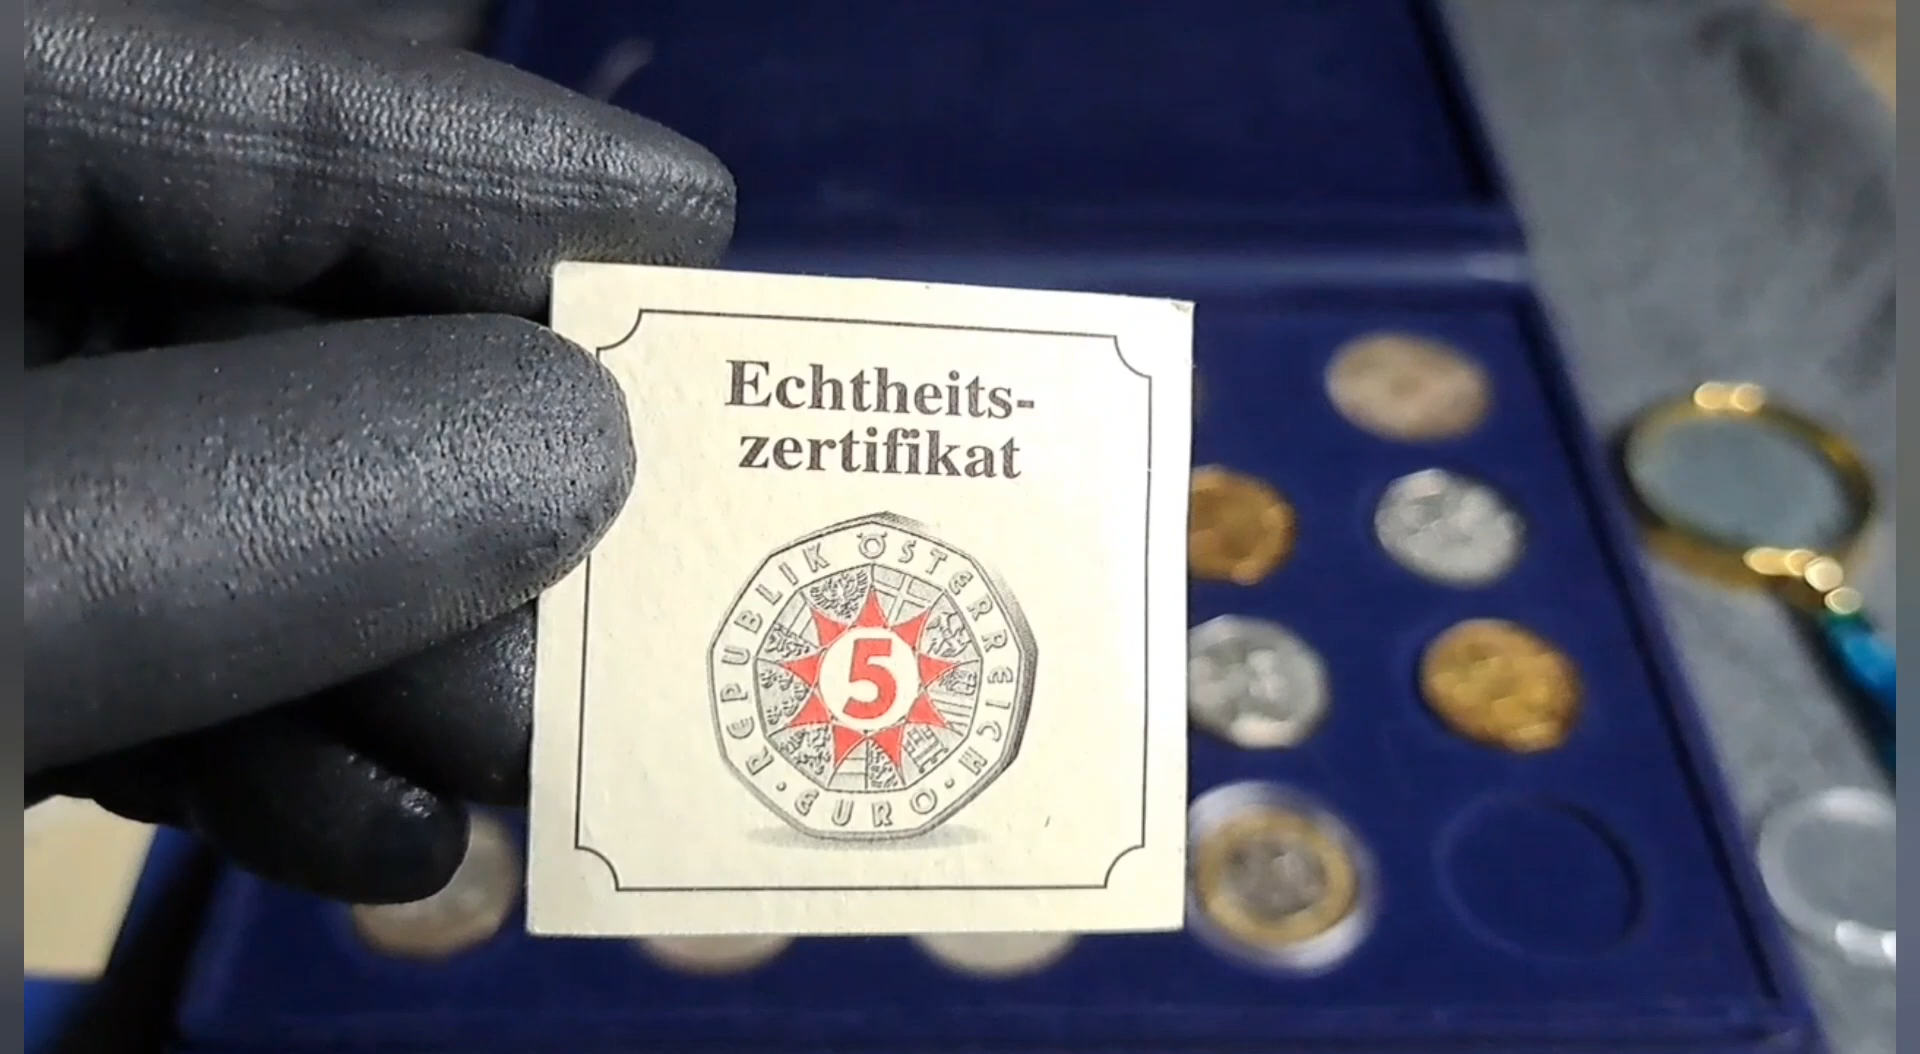 Echtheits-
zertifikat
REPUBLIK ÖSTERREICH
5
· EURO ·